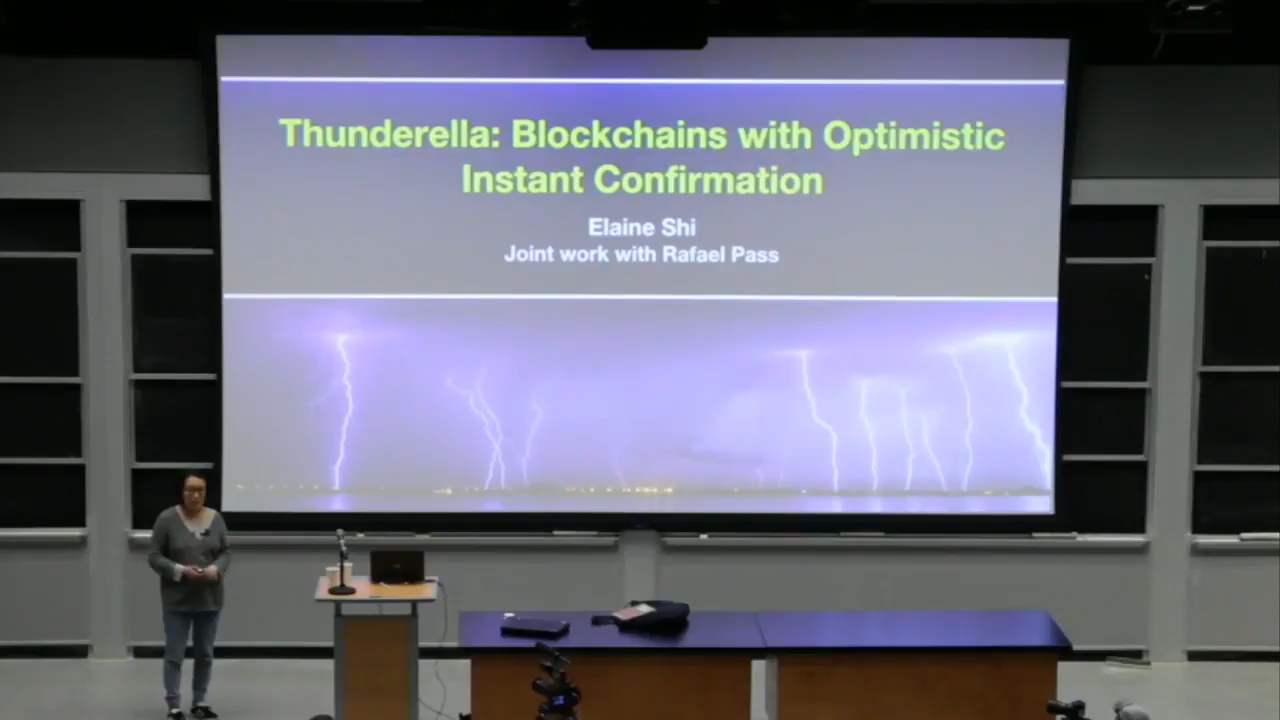 Thunderella: Blockchains with Optimistic
Instant Confirmation
Elaine Shi
Joint work with Rafael Pass